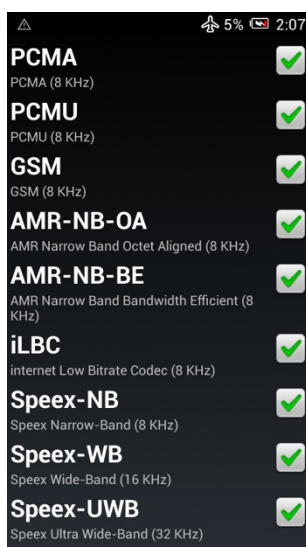 5% 2:07
PCMA
PCMA (8 KHz)
PCMU
PCMU (8 KHz)
GSM
GSM (8 KHz)
AMR-NB-OA
AMR Narrow Band Octet Aligned (8 KHz)
AMR-NB-BE
AMR Narrow Band Bandwidth Efficient (8
KHz)
iLBC
internet Low Bitrate Codec (8 KHz)
Speex-NB
Speex Narrow-Band (8 KHz)
Speex-WB
Speex Wide-Band (16 KHz)
Speex-UWB
Speex Ultra Wide-Band (32 KHz)